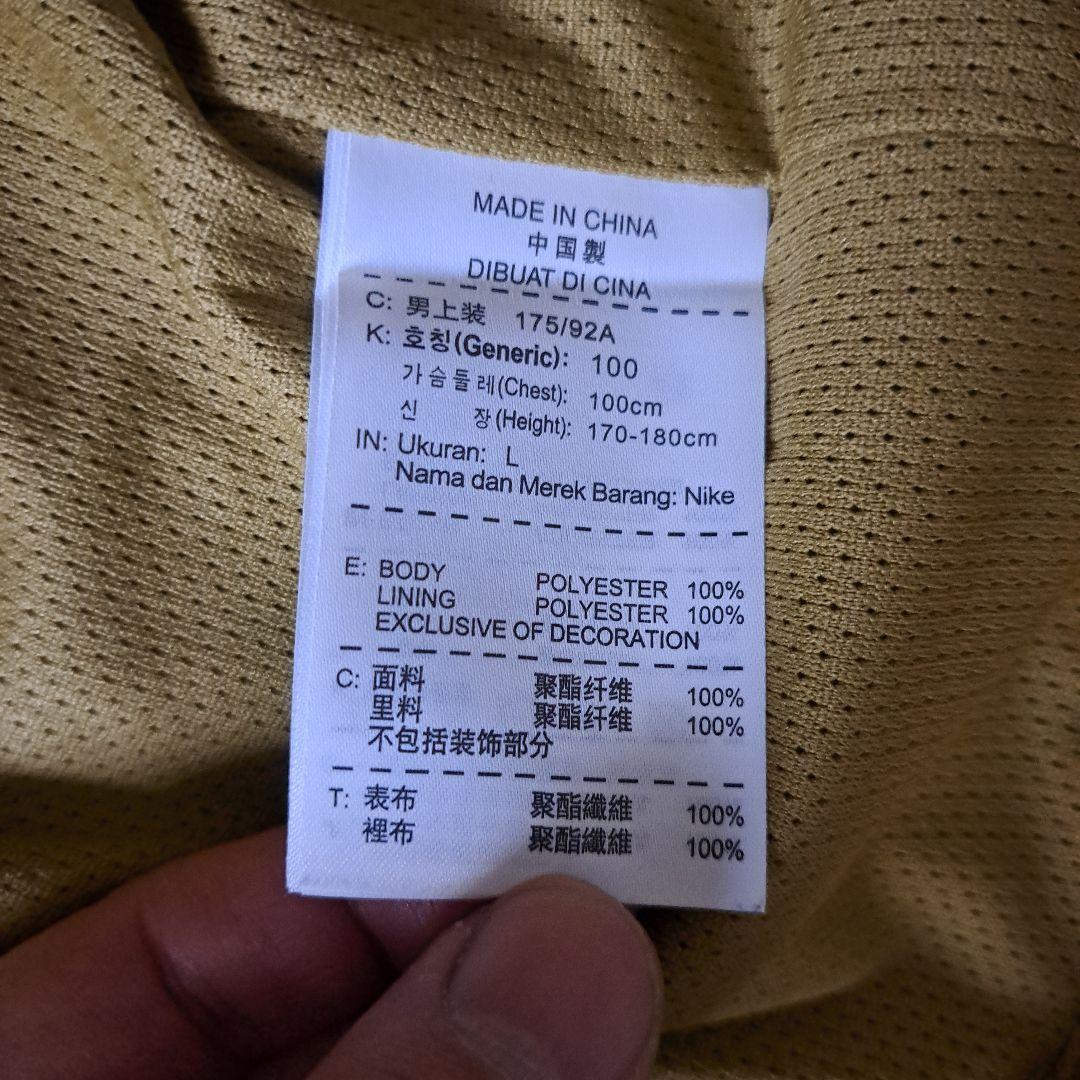 MADE IN CHINA
中国製
DIBUAT DI CINA
C: 男上装 175/92A
K: 호칭(Generic): 100
가슴둘레(Chest): 100cm
신 장(Height): 170-180cm
IN: Ukuran: L
Nama dan Merek Barang: Nike
E: BODY POLYESTER 100%
LINING POLYESTER 100%
EXCLUSIVE OF DECORATION
C: 面料 聚酯纤维 100%
里料 聚酯纤维 100%
不包括装饰部分
T: 表布 聚酯纖維 100%
裡布 聚酯纖維 100%